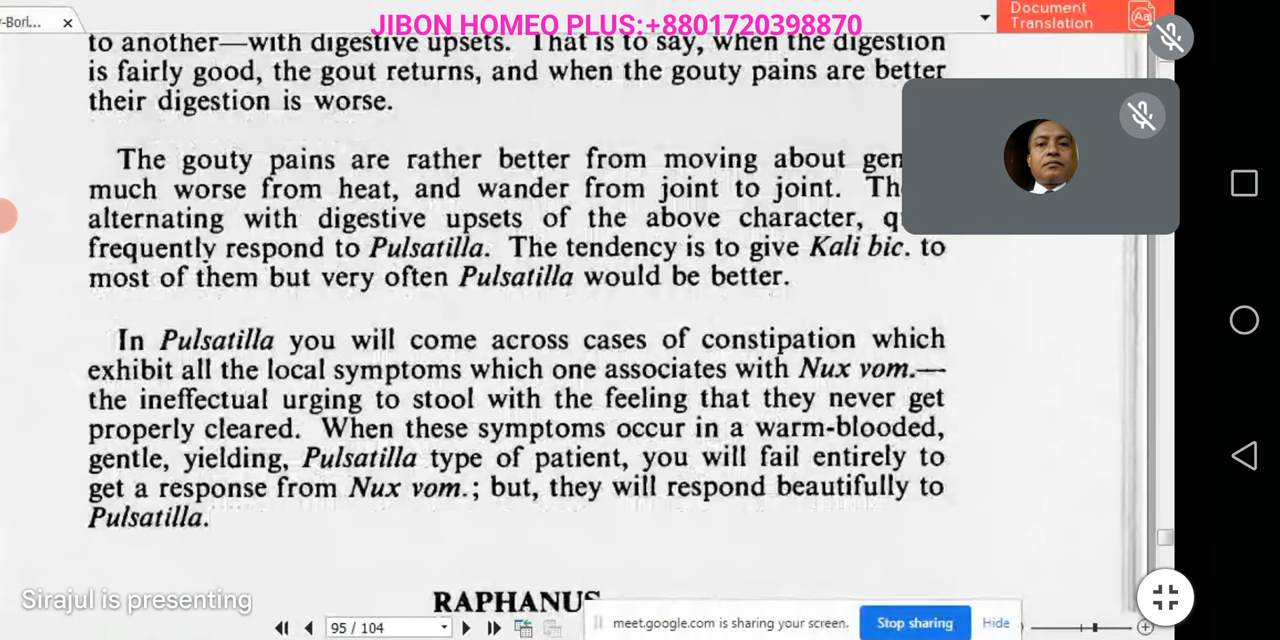 -Borl... ×
JIBON HOMEO PLUS:+8801720398870
Document
Translation
to another—with digestive upsets. That is to say, when the digestion
is fairly good, the gout returns, and when the gouty pains are better
their digestion is worse.
The gouty pains are rather better from moving about
much worse from heat, and wander from joint to joint.
alternating with digestive upsets of the above character,
frequently respond to Pulsatilla. The tendency is to give Kali bic. to
most of them but very often Pulsatilla would be better.
In Pulsatilla you will come across cases of constipation which
exhibit all the local symptoms which one associates with Nux vom.—
the ineffectual urging to stool with the feeling that they never get
properly cleared. When these symptoms occur in a warm-blooded,
gentle, yielding, Pulsatilla type of patient, you will fail entirely to
get a response from Nux vom.; but, they will respond beautifully to
Pulsatilla.
RAPHANUS
Sirajul is presenting
95 / 104
meet.google.com is sharing your screen.
Stop sharing
Hide